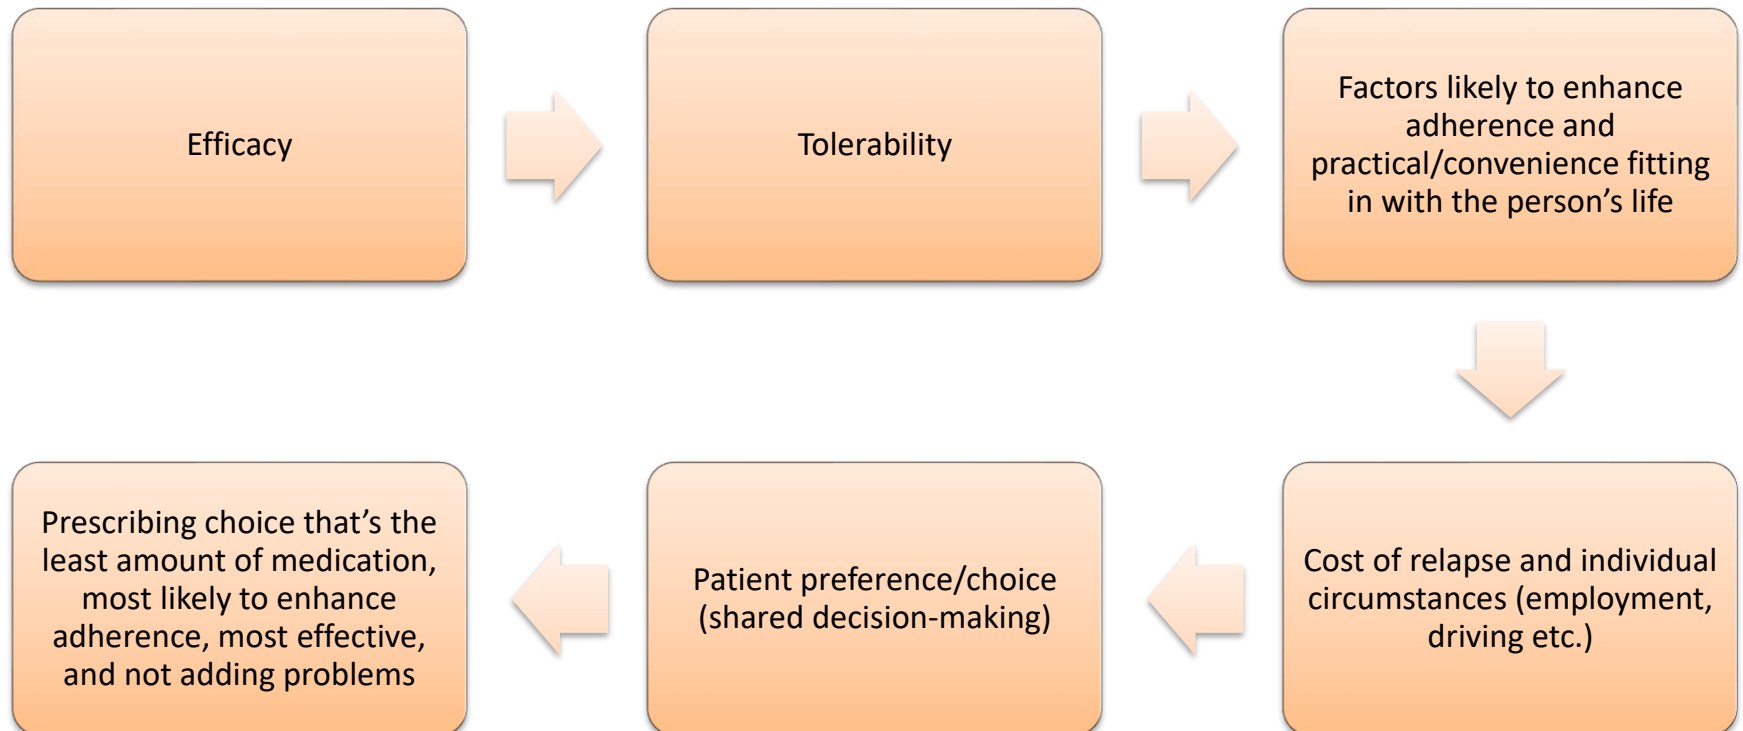 Efficacy
Tolerability
Factors likely to enhance
adherence and
practical/convenience fitting
in with the person’s life
Cost of relapse and individual
circumstances (employment,
driving etc.)
Patient preference/choice
(shared decision-making)
Prescribing choice that’s the
least amount of medication,
most likely to enhance
adherence, most effective,
and not adding problems